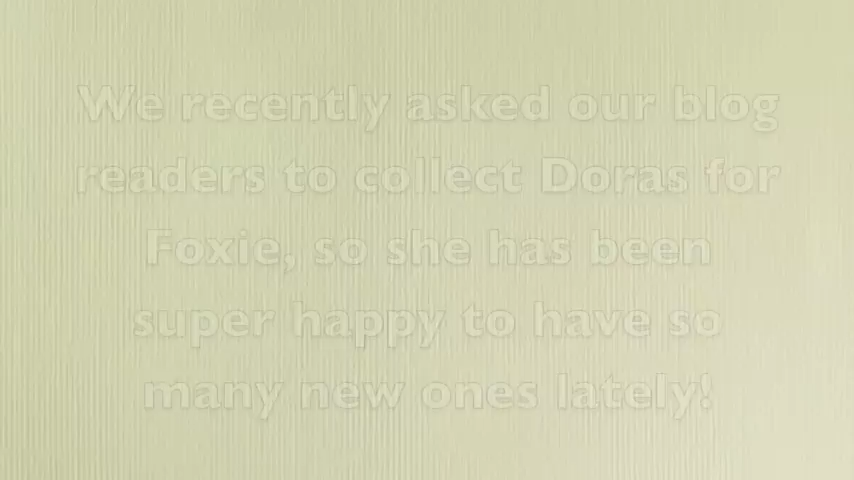 We recently asked our blog
readers to collect Doras for
Foxie, so she has been
super happy to have so
many new ones lately!